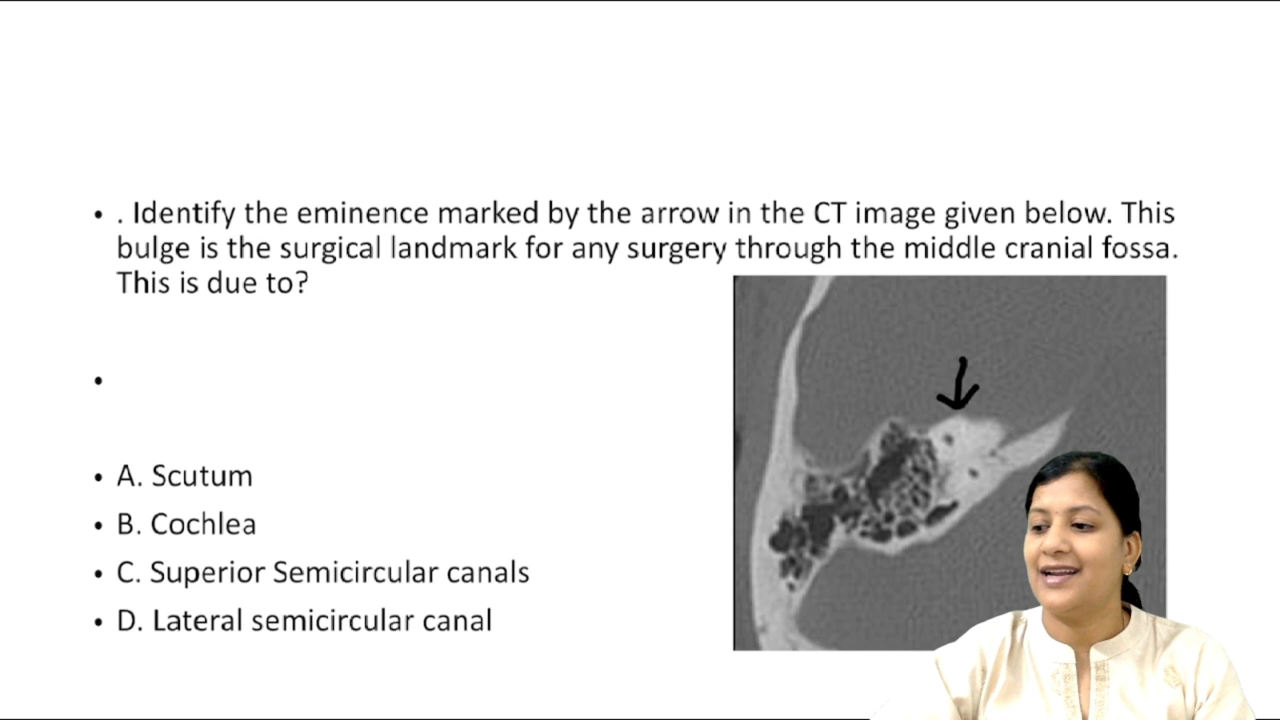 • . Identify the eminence marked by the arrow in the CT image given below. This
bulge is the surgical landmark for any surgery through the middle cranial fossa.
This is due to?
•
• A. Scutum
• B. Cochlea
• C. Superior Semicircular canals
• D. Lateral semicircular canal